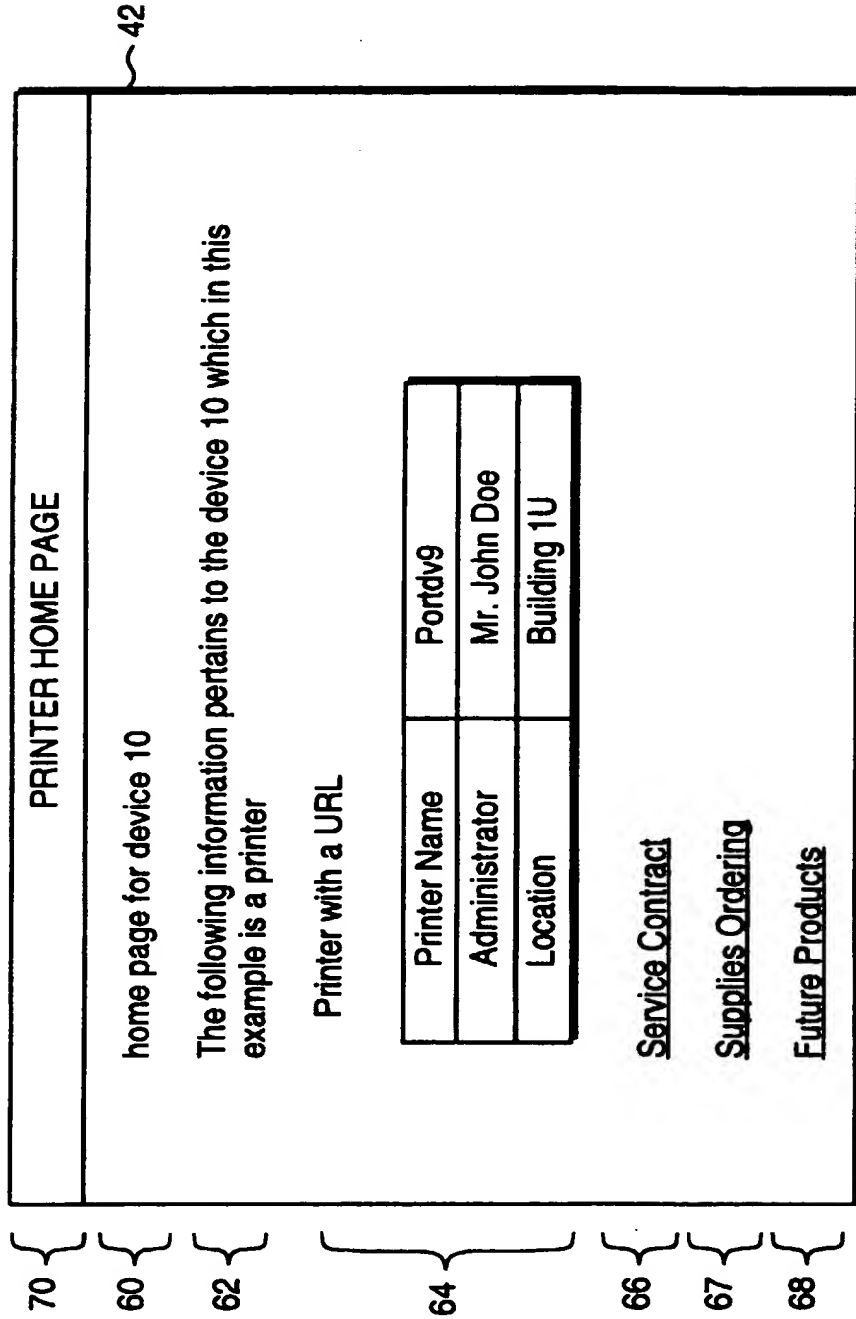 70
PRINTER HOME PAGE
42
60
home page for device 10
62
The following information pertains to the device 10 which in this
example is a printer
64
Printer with a URL
Printer Name Portdv9
Administrator Mr. John Doe
Location Building 1U
66
Service Contract
67
Supplies Ordering
68
Future Products